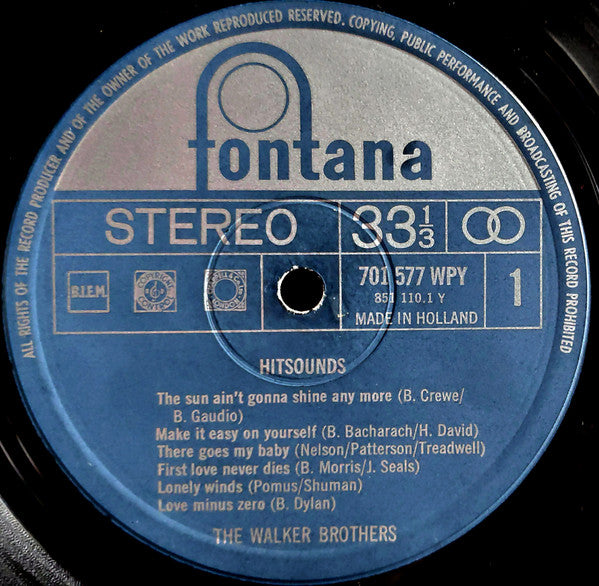 ALL RIGHTS OF THE RECORD PRODUCER AND OF THE OWNER OF THE WORK REPRODUCED RESERVED. COPYING, PUBLIC PERFORMANCE AND BROADCASTING OF THIS RECORD PROHIBITED
fontana
STEREO 33 1/3
B.I.E.M. 701 577 WPY 1
851 110.1 Y
MADE IN HOLLAND
HITSOUNDS
The sun ain't gonna shine any more (B. Crewe/
B. Gaudio)
Make it easy on yourself (B. Bacharach/H. David)
There goes my baby (Nelson/Patterson/Treadwell)
First love never dies (B. Morris/J. Seals)
Lonely winds (Pomus/Shuman)
Love minus zero (B. Dylan)
THE WALKER BROTHERS